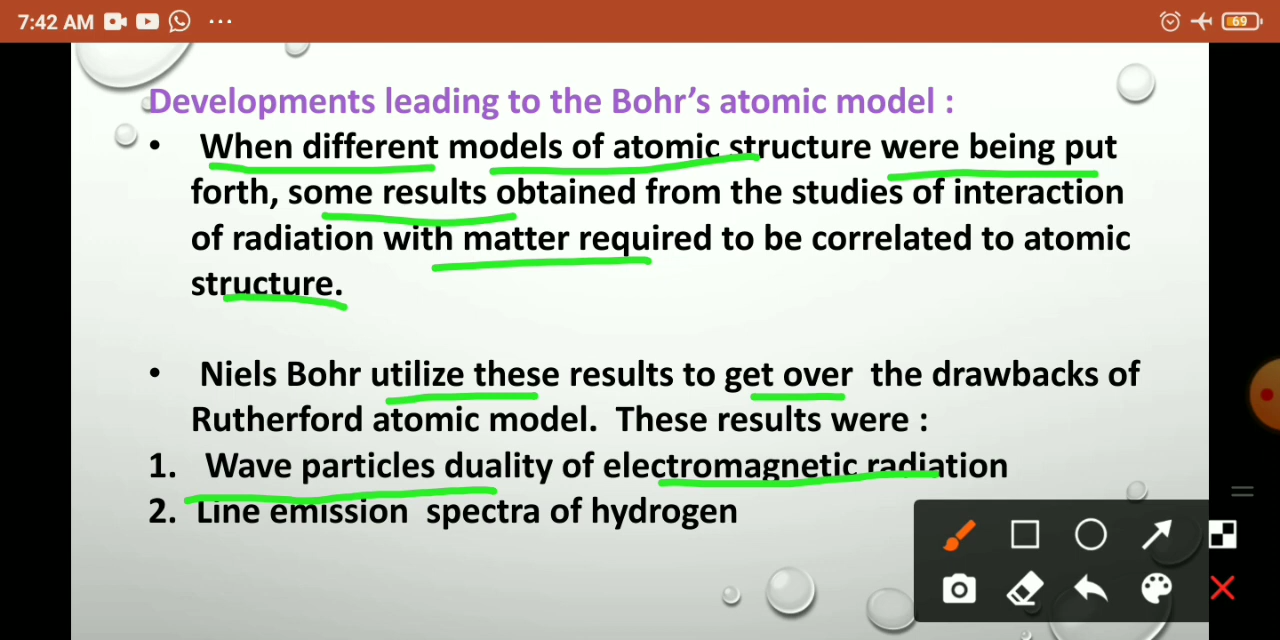 7:42 AM
69
Developments leading to the Bohr’s atomic model :
• When different models of atomic structure were being put
forth, some results obtained from the studies of interaction
of radiation with matter required to be correlated to atomic
structure.
• Niels Bohr utilize these results to get over the drawbacks of
Rutherford atomic model. These results were :
1. Wave particles duality of electromagnetic radiation
2. Line emission spectra of hydrogen